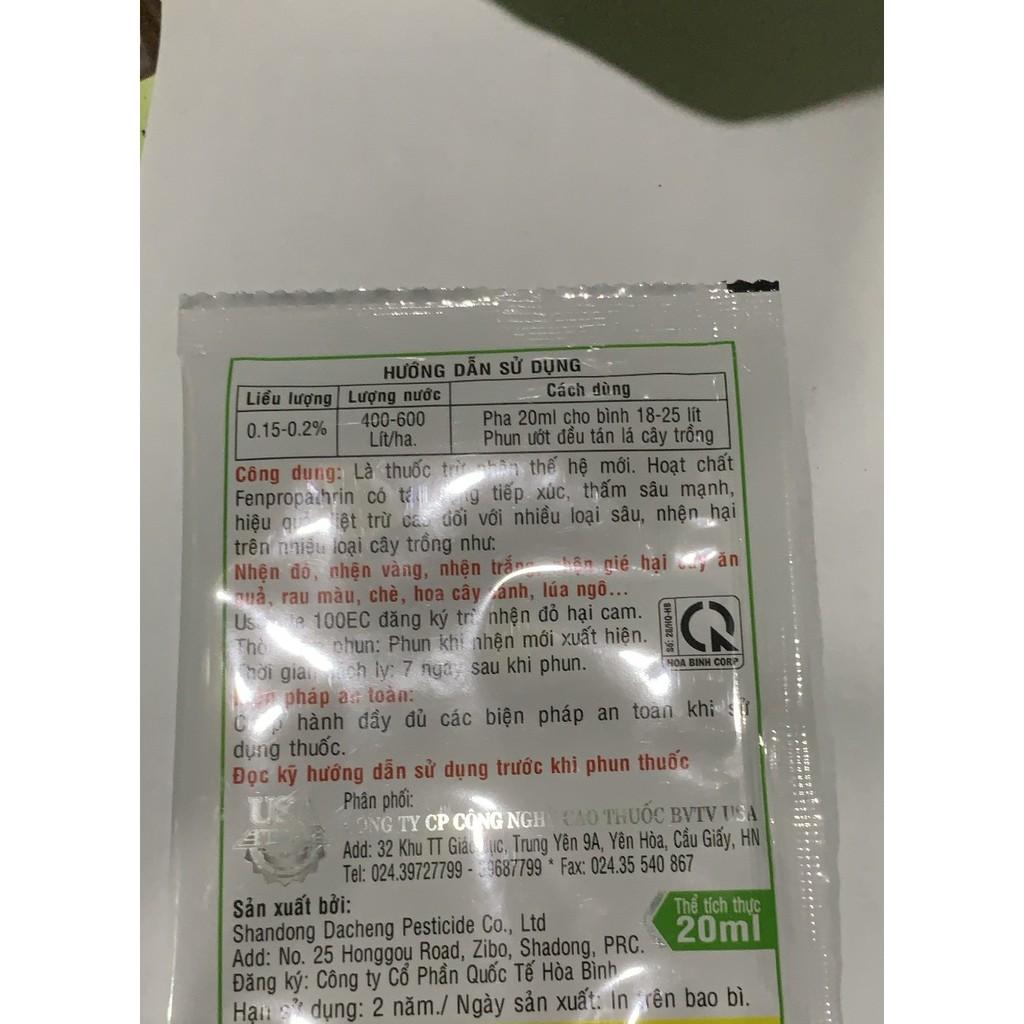 HƯỚNG DẪN SỬ DỤNG
Liều lượng Lượng nước Cách dùng
0.15-0.2% 400-600 Lít/ha. Pha 20ml cho bình 18-25 lít
Phun ướt đều tán lá cây trồng
Công dụng: Là thuốc trừ nhện thế hệ mới. Hoạt chất
Fenpropathrin có tiếp xúc, thấm sâu mạnh,
hiệu quả diệt trừ cao đối với nhiều loại sâu, nhện hại
trên nhiều loại cây trồng như:
Nhện đỏ, nhện vàng, nhện trắng, nhện gié hại cây ăn
quả, rau màu, chè, hoa cây cảnh, lúa ngô...
100EC đăng ký trừ nhện đỏ hại cam.
phun: Phun khi nhện mới xuất hiện.
Thời gian cách ly: 7 ngày sau khi phun.
pháp an toàn:
hành đầy đủ các biện pháp an toàn khi sử
dụng thuốc.
Đọc kỹ hướng dẫn sử dụng trước khi phun thuốc
Số: 28/HQ-HB
HOA BINH CORP
Phân phối:
CÔNG TY CP CÔNG NGHỆ CAO THUỐC BVTV USA
Add: 32 Khu TT Giáo dục, Trung Yên 9A, Yên Hòa, Cầu Giấy, HN
Tel: 024.39727799 - 39687799 * Fax: 024.35 540 867
Sản xuất bởi:
Shandong Dacheng Pesticide Co., Ltd
Add: No. 25 Honggou Road, Zibo, Shadong, PRC.
Đăng ký: Công ty Cổ Phần Quốc Tế Hòa Bình
Hạn sử dụng: 2 năm./ Ngày sản xuất: In trên bao bì.
Thể tích thực
20ml